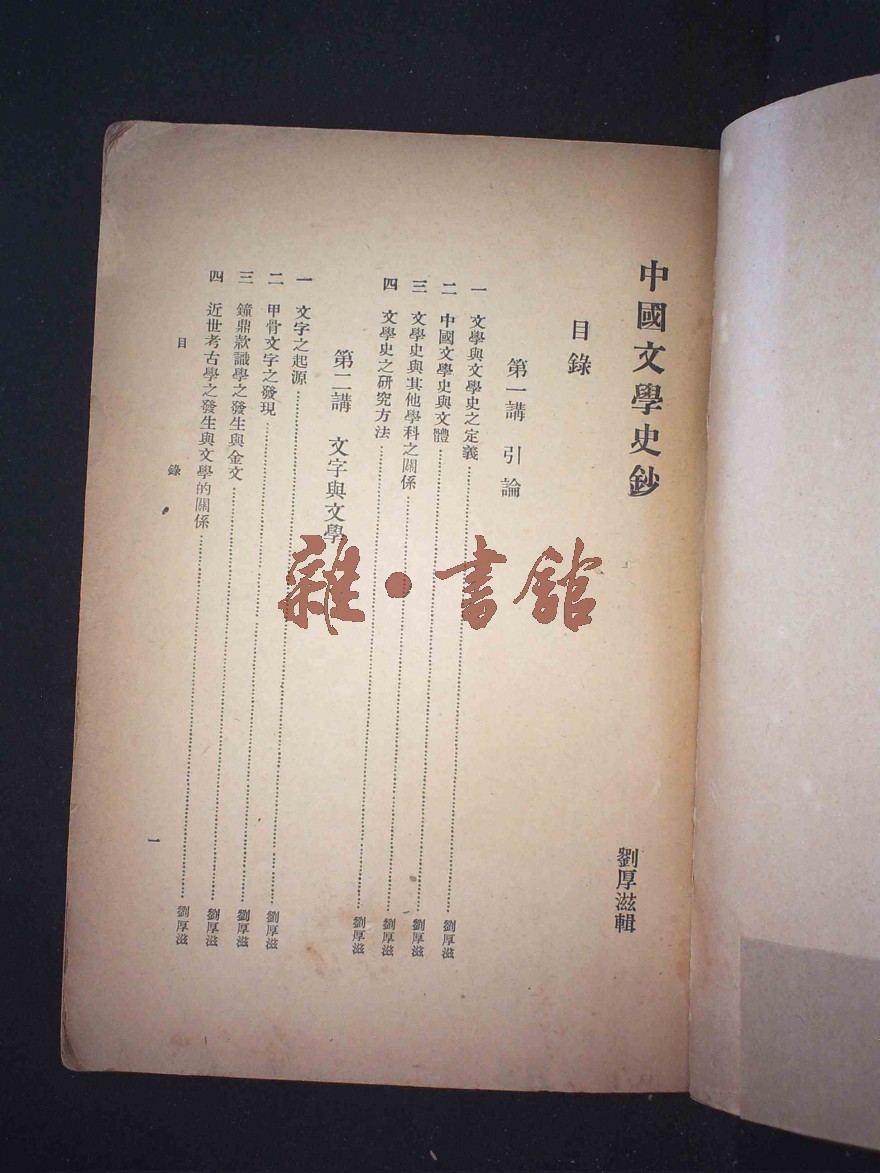 中國文學史鈔
劉厚滋輯
目錄
第一講 引論
一 文學與文學史之定義 劉厚滋
二 中國文學史與文體 劉厚滋
三 文學史與其他學科之關係 劉厚滋
四 文學史之研究方法 劉厚滋
第二講 文字與文學
一 文字之起源 劉厚滋
二 甲骨文字之發現 劉厚滋
三 鐘鼎款識學之發生與金文 劉厚滋
四 近世考古學之發生與文學的關係 劉厚滋
目錄
一
雜·書館